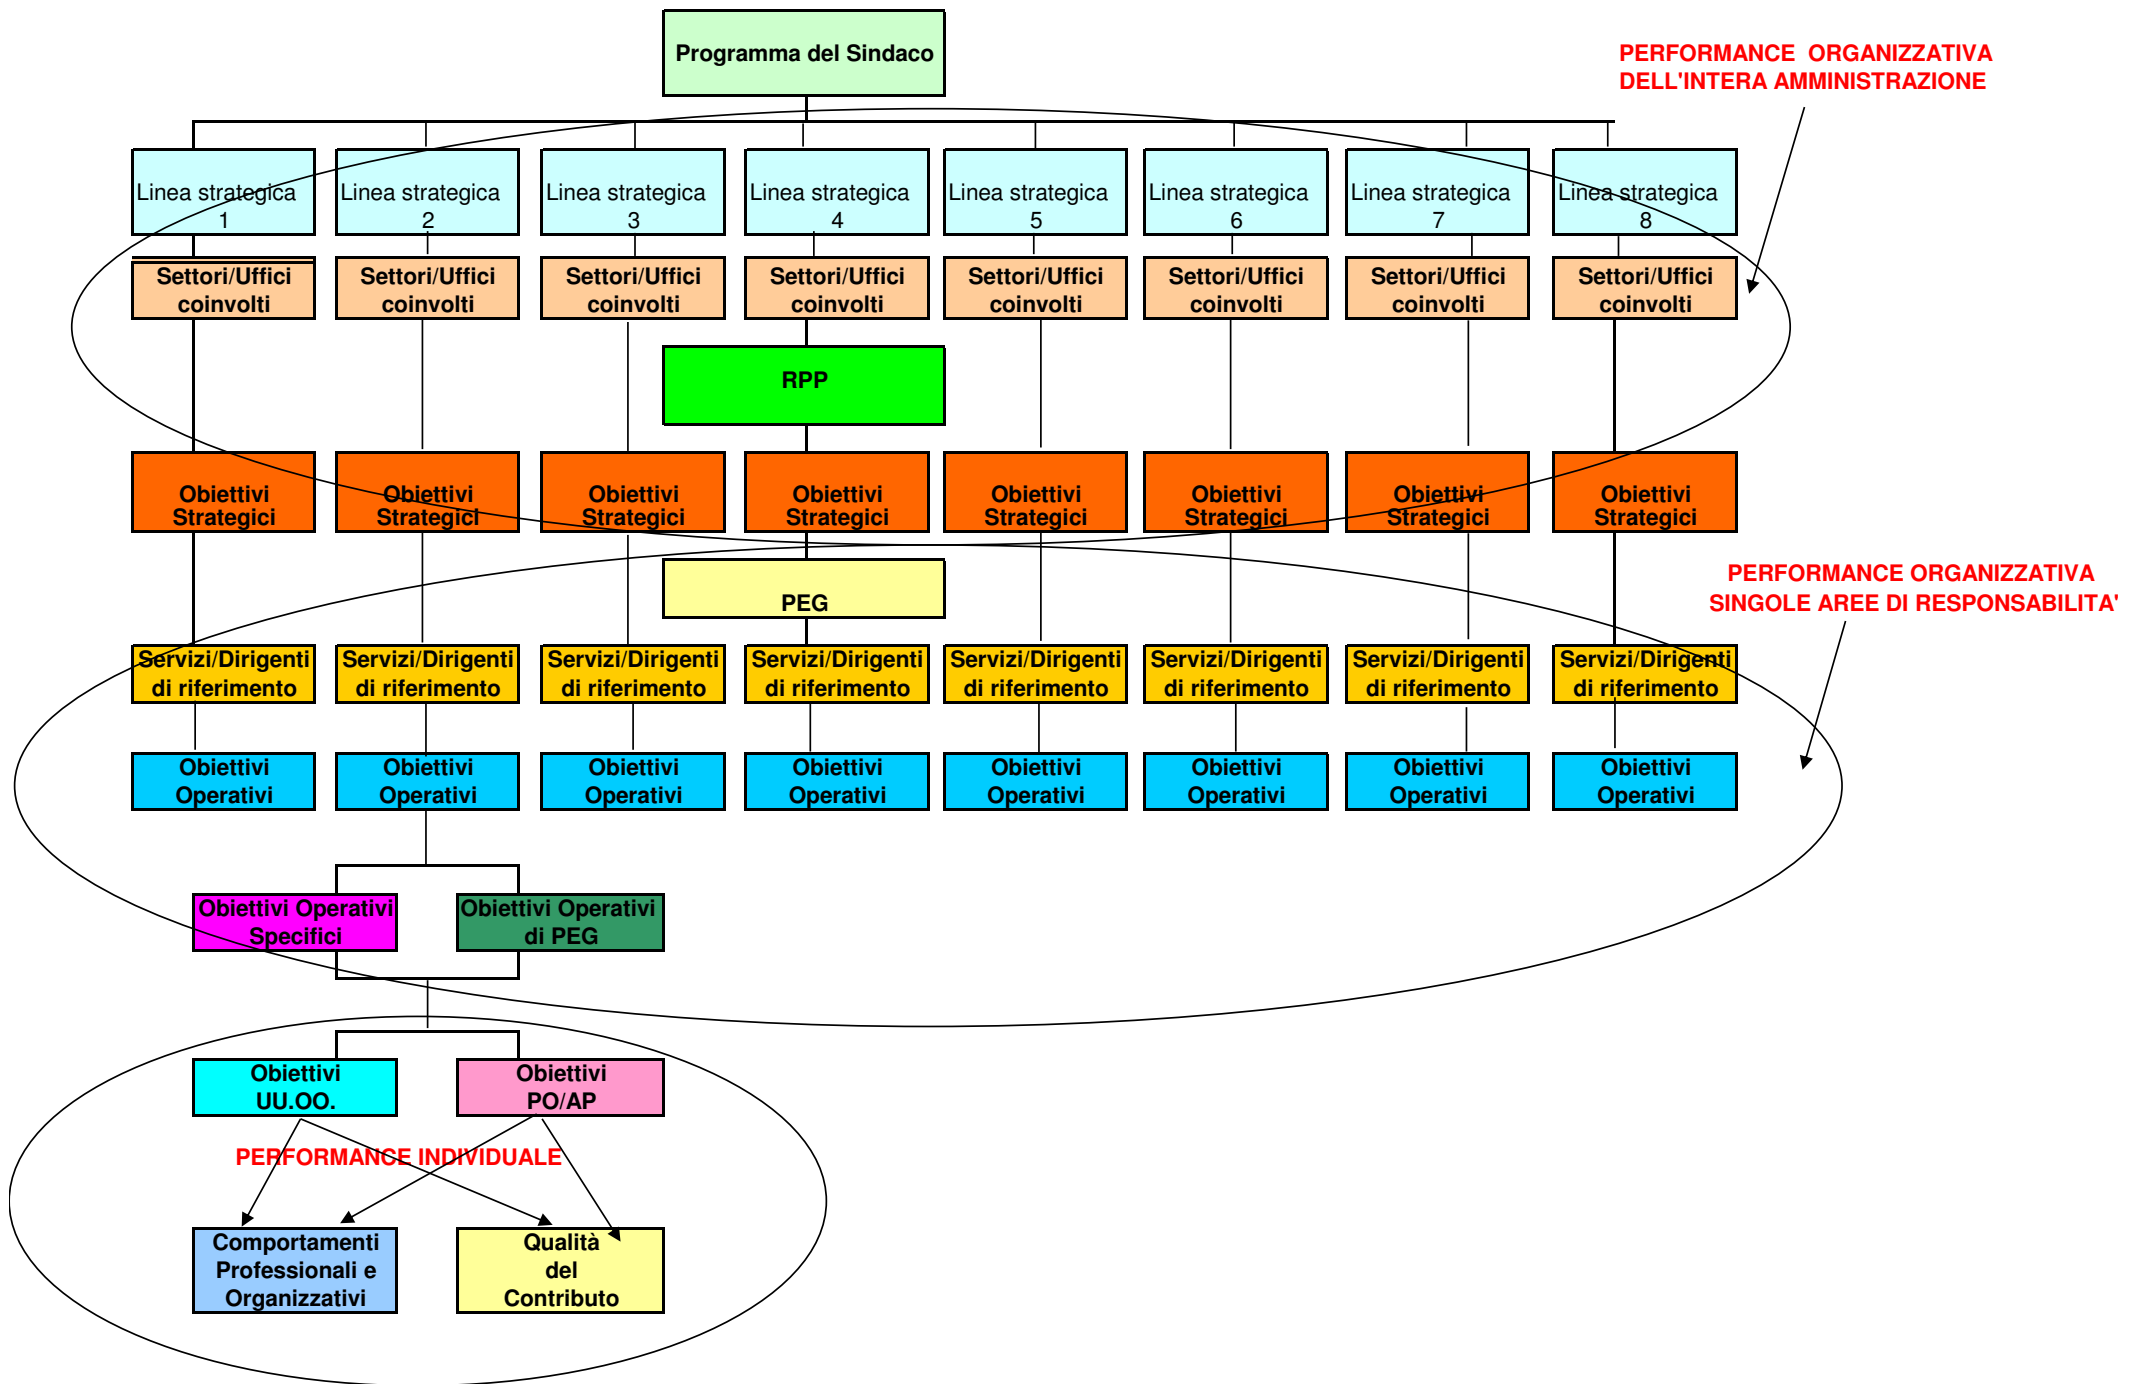 Programma del Sindaco
PERFORMANCE ORGANIZZATIVA
DELL'INTERA AMMINISTRAZIONE
Linea strategica
1
Linea strategica
2
Linea strategica
3
Linea strategica
4
Linea strategica
5
Linea strategica
6
Linea strategica
7
Linea strategica
8
Settori/Uffici
coinvolti
Settori/Uffici
coinvolti
Settori/Uffici
coinvolti
Settori/Uffici
coinvolti
Settori/Uffici
coinvolti
Settori/Uffici
coinvolti
Settori/Uffici
coinvolti
Settori/Uffici
coinvolti
RPP
Obiettivi
Strategici
Obiettivi
Strategici
Obiettivi
Strategici
Obiettivi
Strategici
Obiettivi
Strategici
Obiettivi
Strategici
Obiettivi
Strategici
Obiettivi
Strategici
PEG
PERFORMANCE ORGANIZZATIVA
SINGOLE AREE DI RESPONSABILITA'
Servizi/Dirigenti
di riferimento
Servizi/Dirigenti
di riferimento
Servizi/Dirigenti
di riferimento
Servizi/Dirigenti
di riferimento
Servizi/Dirigenti
di riferimento
Servizi/Dirigenti
di riferimento
Servizi/Dirigenti
di riferimento
Servizi/Dirigenti
di riferimento
Obiettivi
Operativi
Obiettivi
Operativi
Obiettivi
Operativi
Obiettivi
Operativi
Obiettivi
Operativi
Obiettivi
Operativi
Obiettivi
Operativi
Obiettivi
Operativi
Obiettivi Operativi
Specifici
Obiettivi Operativi
di PEG
Obiettivi
UU.OO.
Obiettivi
PO/AP
PERFORMANCE INDIVIDUALE
Comportamenti
Professionali e
Organizzativi
Qualità
del
Contributo